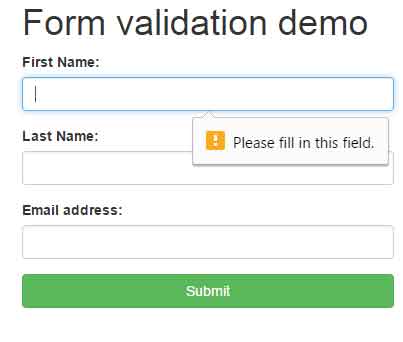 Form validation demo
First Name:
Please fill in this field.
Last Name:
Email address:
Submit